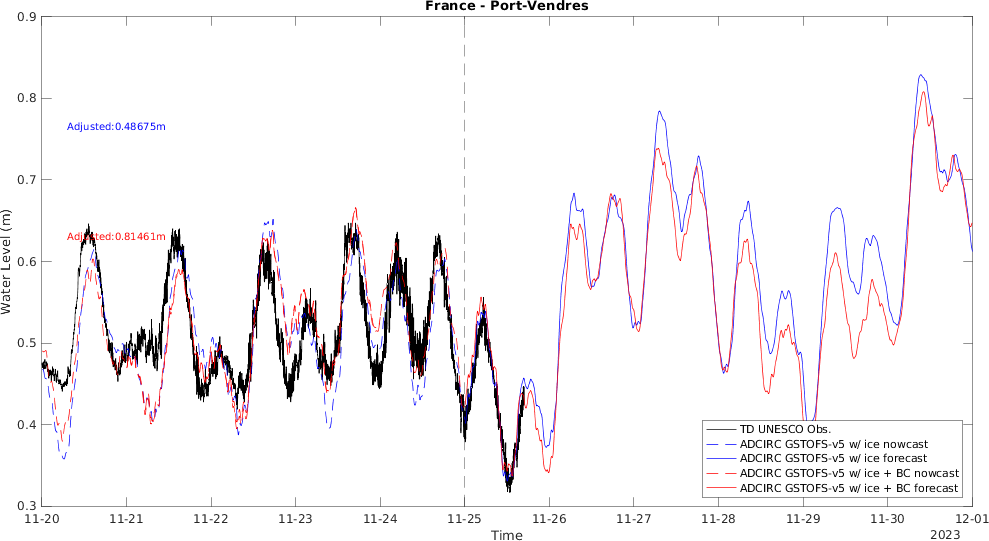 France - Port-Vendres
0.9
0.8
0.7
0.6
0.5
0.4
0.3
Water Level (m)
Adjusted:0.48675m
Adjusted:0.81461m
TD UNESCO Obs.
ADCIRC GSTOFS-v5 w/ ice nowcast
ADCIRC GSTOFS-v5 w/ ice forecast
ADCIRC GSTOFS-v5 w/ ice + BC nowcast
ADCIRC GSTOFS-v5 w/ ice + BC forecast
11-20 11-21 11-22 11-23 11-24 11-25 11-26 11-27 11-28 11-29 11-30 12-01
Time
2023